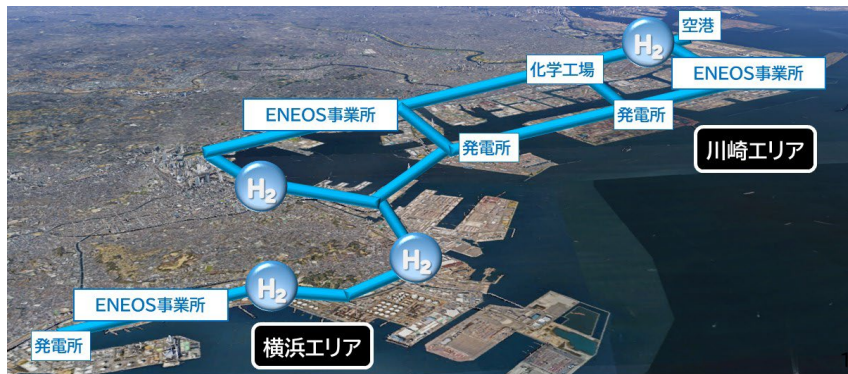 空港
H₂
化学工場
ENEOS事業所
ENEOS事業所
発電所
発電所
川崎エリア
H₂
H₂
H₂
ENEOS事業所
発電所
横浜エリア
1